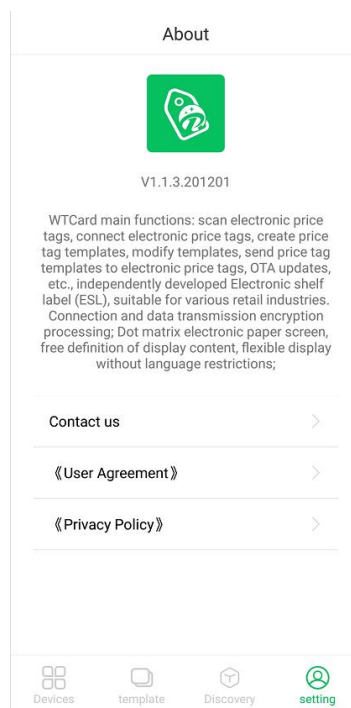 About
V1.1.3.201201
WTCard main functions: scan electronic price
tags, connect electronic price tags, create price
tag templates, modify templates, send price tag
templates to electronic price tags, OTA updates,
etc., independently developed Electronic shelf
label (ESL), suitable for various retail industries.
Connection and data transmission encryption
processing; Dot matrix electronic paper screen,
free definition of display content, flexible display
without language restrictions;
Contact us
《User Agreement》
《Privacy Policy》
Devices
template
Discovery
setting